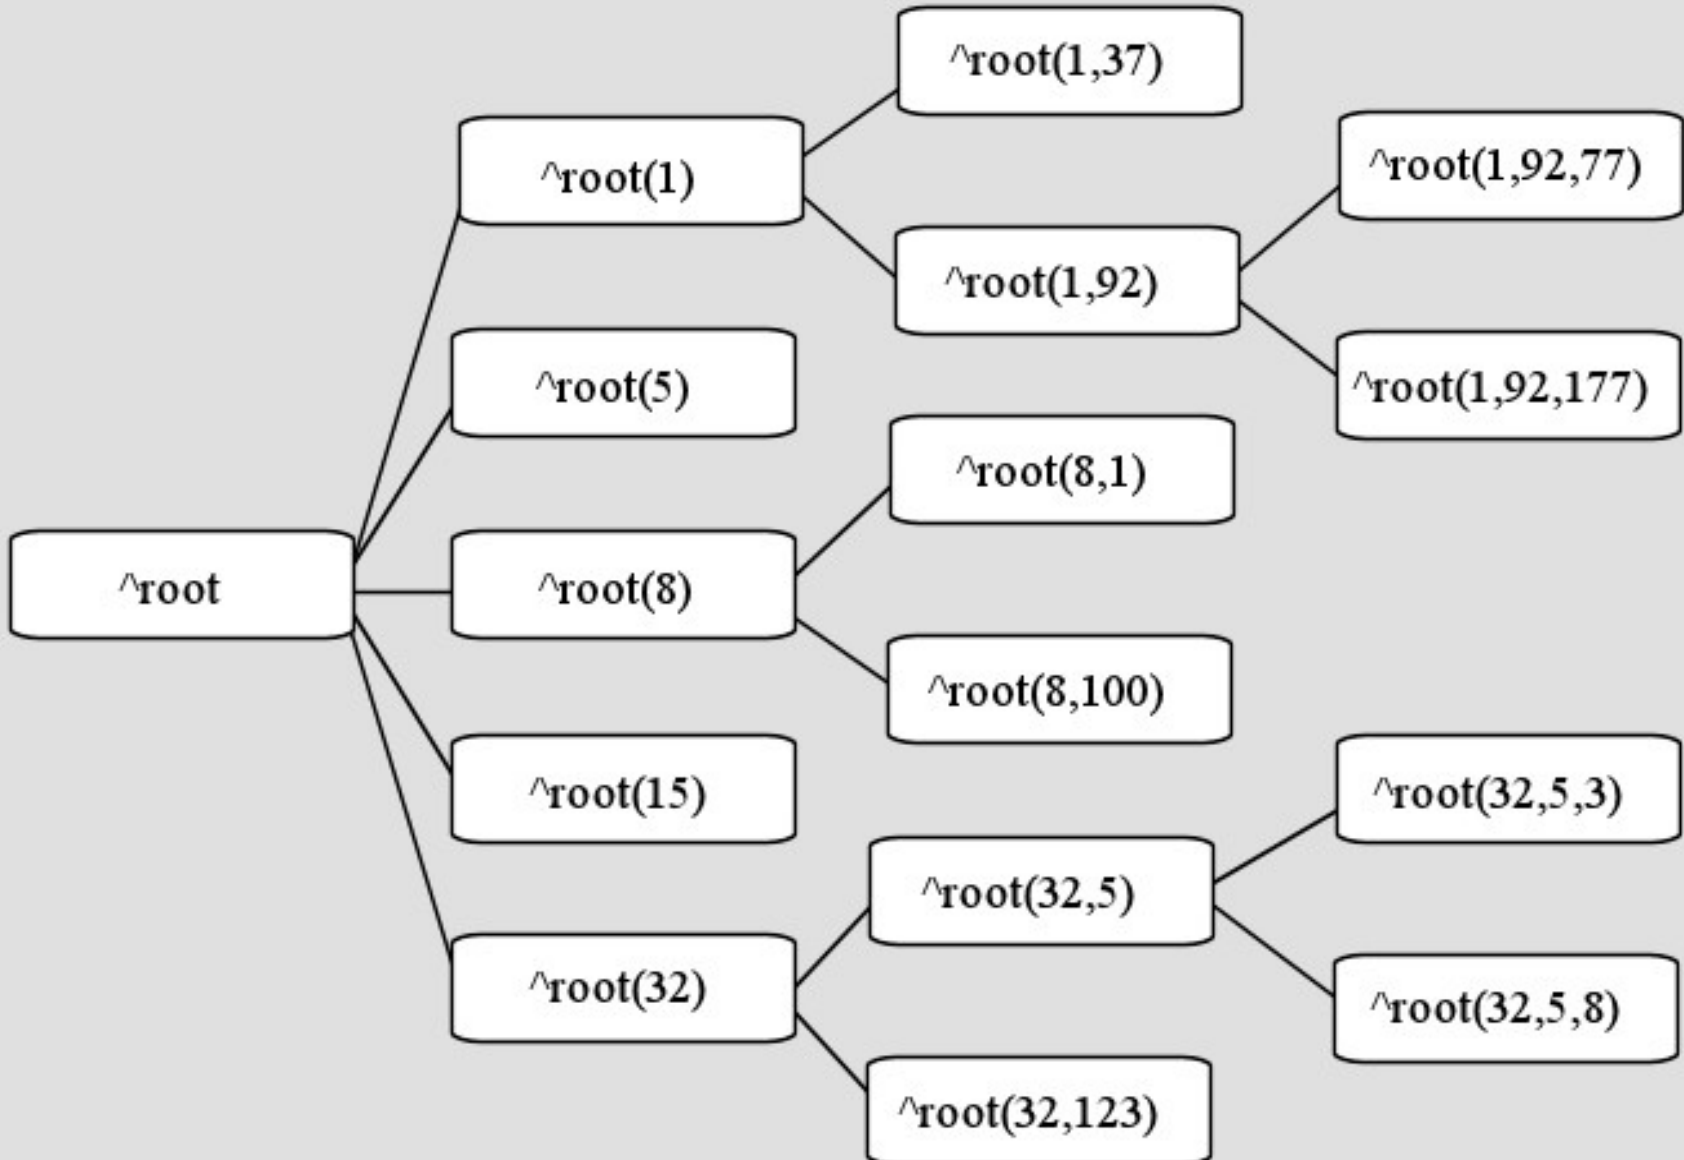 ^root
^root(1)
^root(1,37)
^root(1,92)
^root(1,92,77)
^root(1,92,177)
^root(5)
^root(8)
^root(8,1)
^root(8,100)
^root(15)
^root(32)
^root(32,5)
^root(32,5,3)
^root(32,5,8)
^root(32,123)